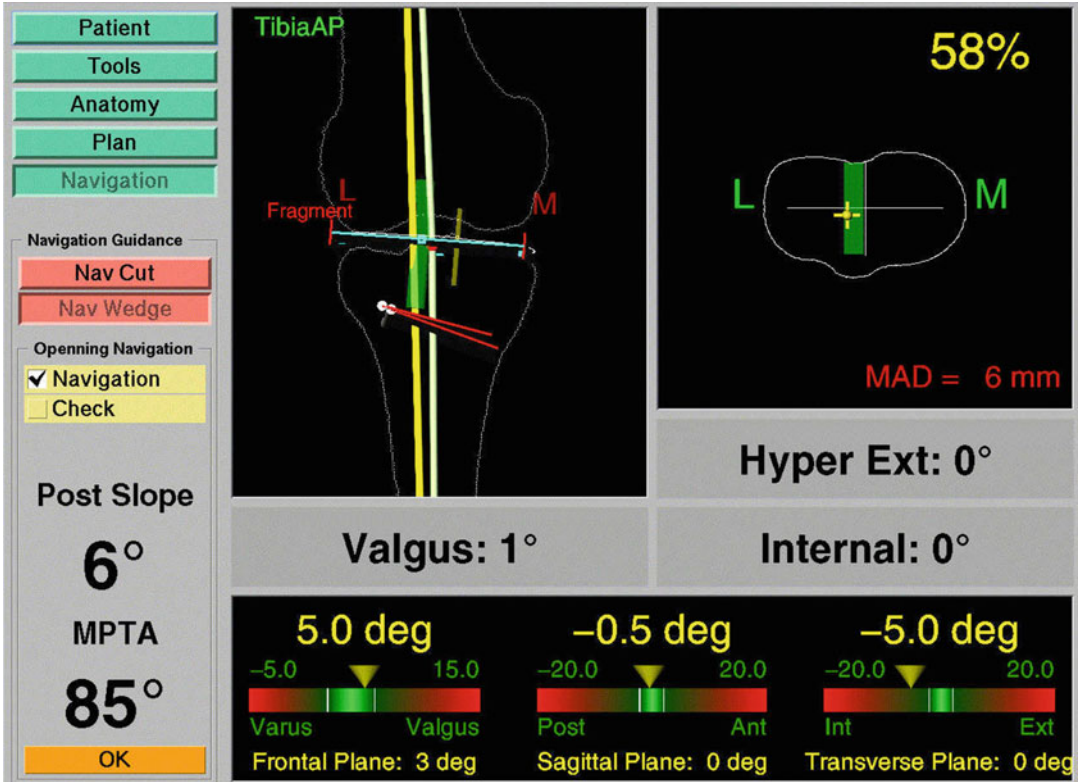 Patient
Tools
Anatomy
Plan
Navigation
Navigation Guidance
Nav Cut
Nav Wedge
Openning Navigation
Navigation
Check
Post Slope
6°
MPTA
85°
OK
TibiaAP
L
M
Fragment
58%
L
M
MAD = 6 mm
Hyper Ext: 0°
Valgus: 1°
Internal: 0°
5.0 deg
-5.0 15.0
Varus Valgus
Frontal Plane: 3 deg
-0.5 deg
-20.0 20.0
Post Ant
Sagittal Plane: 0 deg
-5.0 deg
-20.0 20.0
Int Ext
Transverse Plane: 0 deg